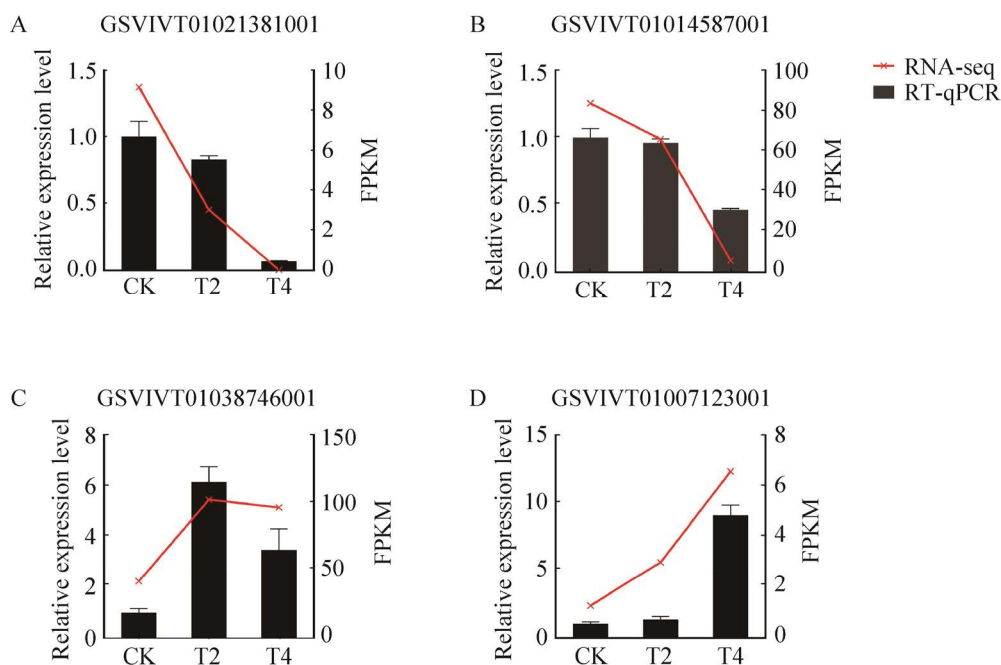 A GSVIVT01021381001
Relative expression level
1.5
1.0
0.5
0.0
10
8
6
4
2
0
FPKM
CK T2 T4
B GSVIVT01014587001
Relative expression level
1.5
1.0
0.5
0.0
100
80
60
40
20
0
FPKM
CK T2 T4
RNA-seq
RT-qPCR
C GSVIVT01038746001
Relative expression level
8
6
4
2
0
150
100
50
0
FPKM
CK T2 T4
D GSVIVT01007123001
Relative expression level
15
10
5
0
8
6
4
2
0
FPKM
CK T2 T4